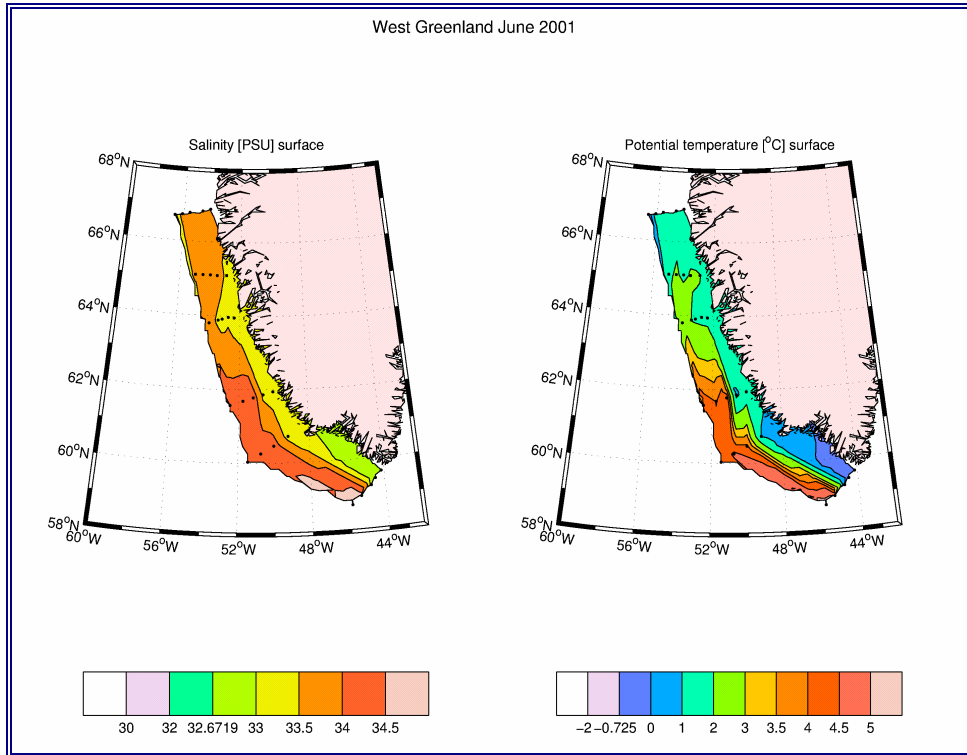 West Greenland June 2001
Salinity [PSU] surface
68°N
66°N
64°N
62°N
60°N
58°N
60°W
56°W
52°W
48°W
44°W
30 32 32.6719 33 33.5 34 34.5
Potential temperature [°C] surface
68°N
66°N
64°N
62°N
60°N
58°N
60°W
56°W
52°W
48°W
44°W
−2 −0.725 0 1 2 3 3.5 4 4.5 5